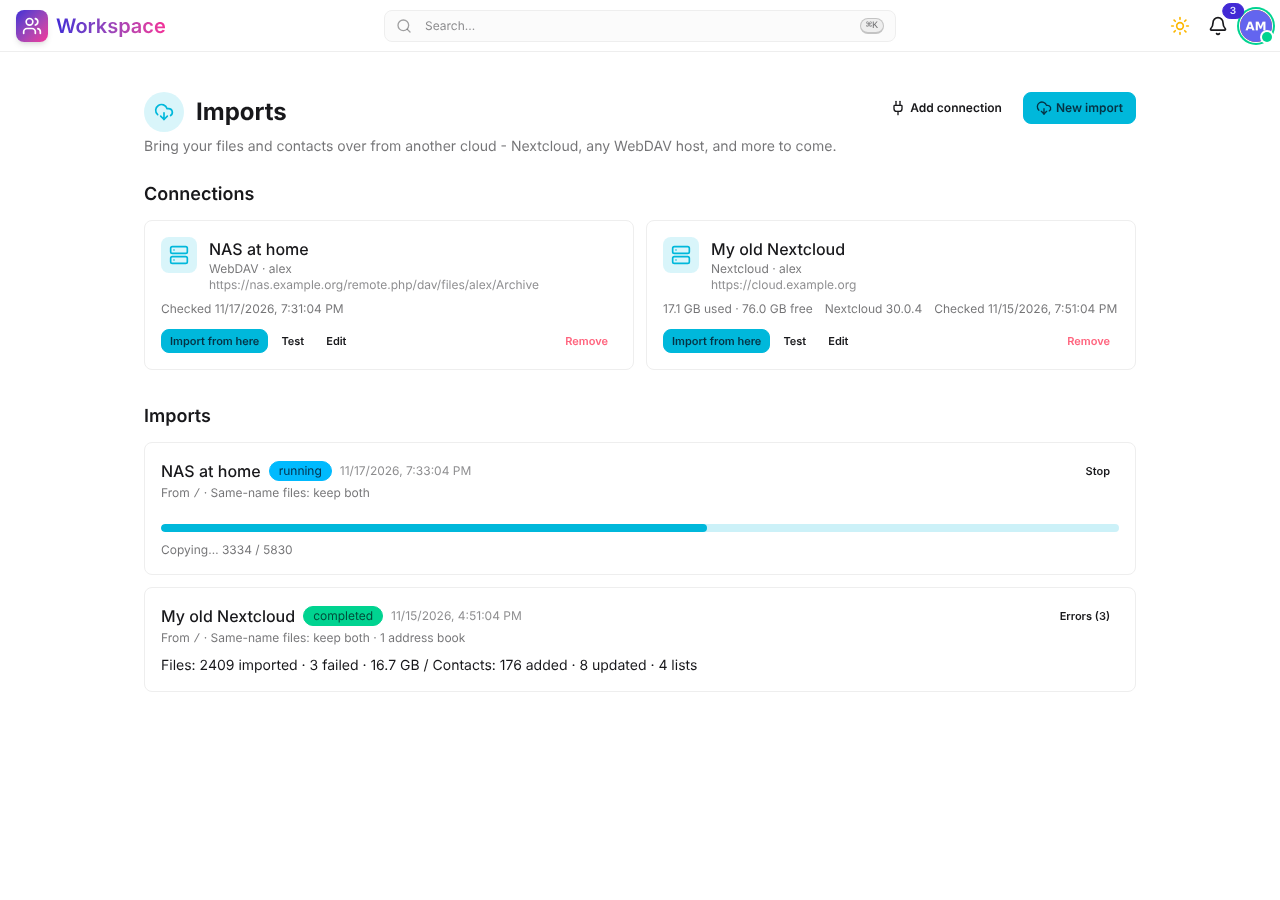 Workspace
Search...
⌘K
3
AM
Imports
Add connection
New import
Bring your files and contacts over from another cloud - Nextcloud, any WebDAV host, and more to come.
Connections
NAS at home
WebDAV · alex
https://nas.example.org/remote.php/dav/files/alex/Archive
Checked 11/17/2026, 7:31:04 PM
Import from here Test Edit Remove
My old Nextcloud
Nextcloud · alex
https://cloud.example.org
17.1 GB used · 76.0 GB free Nextcloud 30.0.4 Checked 11/15/2026, 7:51:04 PM
Import from here Test Edit Remove
Imports
NAS at home running 11/17/2026, 7:33:04 PM Stop
From / · Same-name files: keep both
Copying... 3334 / 5830
My old Nextcloud completed 11/15/2026, 4:51:04 PM Errors (3)
From / · Same-name files: keep both · 1 address book
Files: 2409 imported · 3 failed · 16.7 GB / Contacts: 176 added · 8 updated · 4 lists